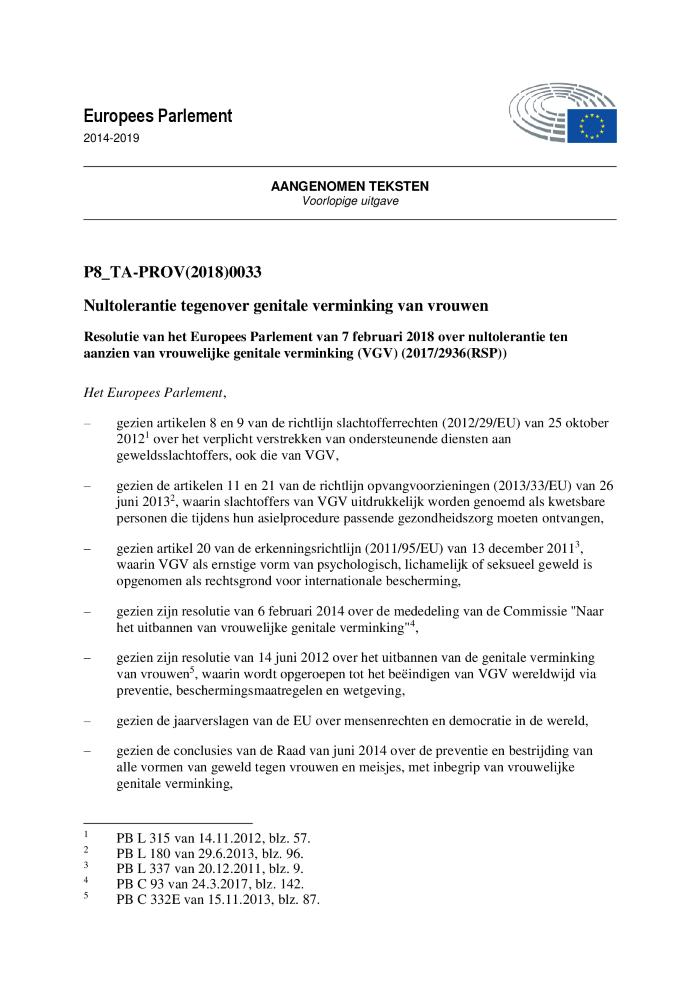 Europees Parlement
2014-2019
AANGENOMEN TEKSTEN
Voorlopige uitgave
P8_TA-PROV(2018)0033
Nultolerantie tegenover genitale verminking van vrouwen
Resolutie van het Europees Parlement van 7 februari 2018 over nultolerantie ten
aanzien van vrouwelijke genitale verminking (VGV) (2017/2936(RSP))
Het Europees Parlement,
– gezien artikelen 8 en 9 van de richtlijn slachtofferrechten (2012/29/EU) van 25 oktober
2012¹ over het verplicht verstrekken van ondersteunende diensten aan
geweldsslachtoffers, ook die van VGV,
– gezien de artikelen 11 en 21 van de richtlijn opvangvoorzieningen (2013/33/EU) van 26
juni 2013², waarin slachtoffers van VGV uitdrukkelijk worden genoemd als kwetsbare
personen die tijdens hun asielprocedure passende gezondheidszorg moeten ontvangen,
– gezien artikel 20 van de erkenningsrichtlijn (2011/95/EU) van 13 december 2011³,
waarin VGV als ernstige vorm van psychologisch, lichamelijk of seksueel geweld is
opgenomen als rechtsgrond voor internationale bescherming,
– gezien zijn resolutie van 6 februari 2014 over de mededeling van de Commissie "Naar
het uitbannen van vrouwelijke genitale verminking"⁴,
– gezien zijn resolutie van 14 juni 2012 over het uitbannen van de genitale verminking
van vrouwen⁵, waarin wordt opgeroepen tot het beëindigen van VGV wereldwijd via
preventie, beschermingsmaatregelen en wetgeving,
– gezien de jaarverslagen van de EU over mensenrechten en democratie in de wereld,
– gezien de conclusies van de Raad van juni 2014 over de preventie en bestrijding van
alle vormen van geweld tegen vrouwen en meisjes, met inbegrip van vrouwelijke
genitale verminking,
1 PB L 315 van 14.11.2012, blz. 57.
2 PB L 180 van 29.6.2013, blz. 96.
3 PB L 337 van 20.12.2011, blz. 9.
4 PB C 93 van 24.3.2017, blz. 142.
5 PB C 332E van 15.11.2013, blz. 87.